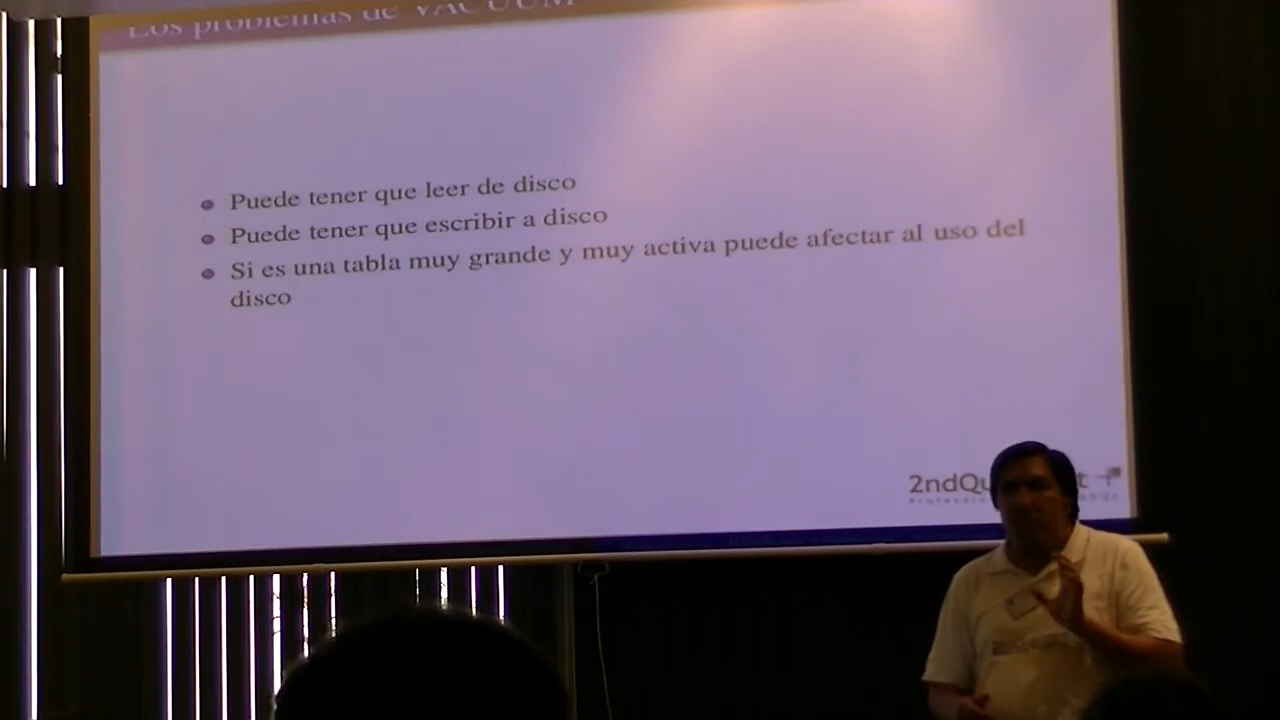 Los problemas de VACUUM
Puede tener que leer de disco
Puede tener que escribir a disco
Si es una tabla muy grande y muy activa puede afectar al uso del
disco